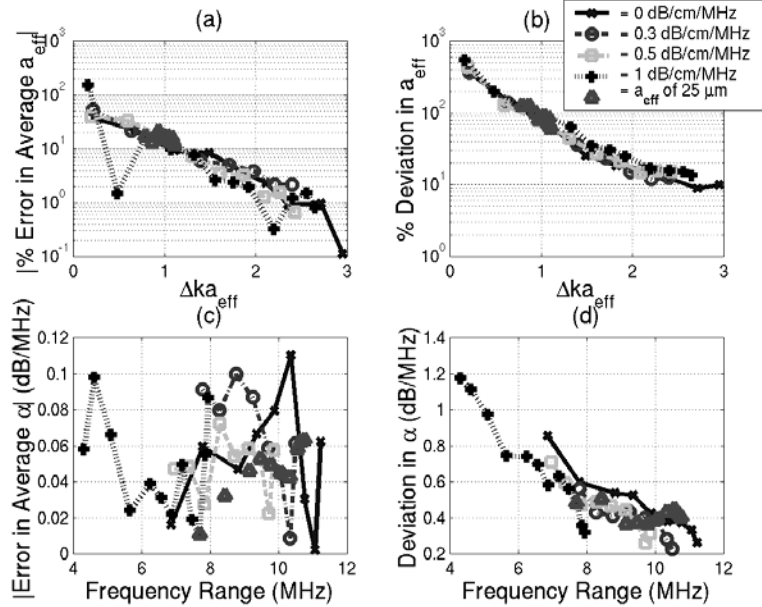 (a)
(b)
= 0 dB/cm/MHz
= 0.3 dB/cm/MHz
= 0.5 dB/cm/MHz
= 1 dB/cm/MHz
= a_eff of 25 μm
|% Error in Average a_eff|
10^3
10^2
10^1
10^0
10^-1
0 1 2 3
Δka_eff
% Deviation in a_eff
10^3
10^2
10^1
10^0
0 1 2 3
Δka_eff
(c)
(d)
|Error in Average α| (dB/MHz)
0.12
0.1
0.08
0.06
0.04
0.02
0
4 6 8 10 12
Frequency Range (MHz)
Deviation in α (dB/MHz)
1.4
1.2
1
0.8
0.6
0.4
0.2
4 6 8 10 12
Frequency Range (MHz)